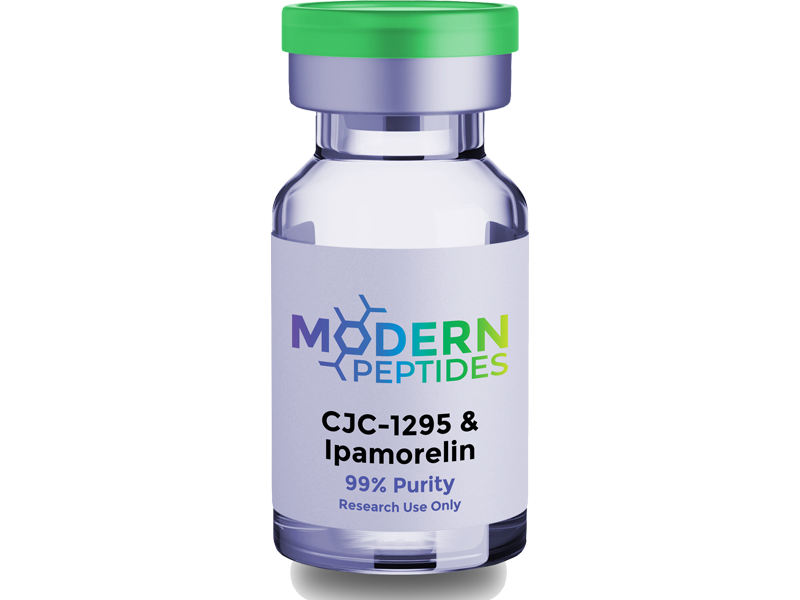 MODERN
PEPTIDES
CJC-1295 &
Ipamorelin
99% Purity
Research Use Only